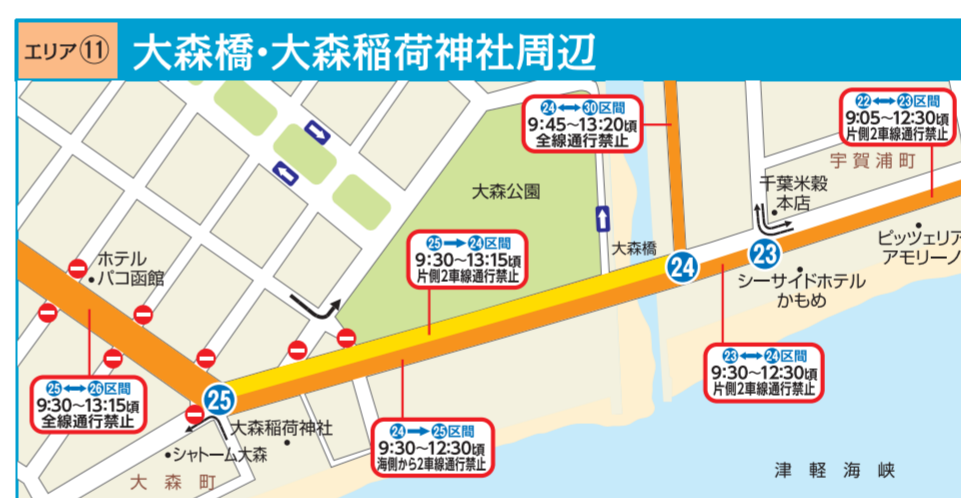 エリア⑪ 大森橋・大森稲荷神社周辺
24⟷30区間
9:45~13:20頃
全線通行禁止
22⟷23区間
9:05~12:30頃
片側2車線通行禁止
宇賀浦町
千葉米穀
本店
大森公園
ピッツェリア
アモリーノ
25→24区間
9:30~13:15頃
片側2車線通行禁止
大森橋
24
23
シーサイドホテル
かもめ
ホテル
パコ函館
23⟷24区間
9:30~12:30頃
片側2車線通行禁止
25⟷26区間
9:30~13:15頃
全線通行禁止
25
大森稲荷神社
シャトーム大森
大森町
24→25区間
9:30~12:30頃
海側から2車線通行禁止
津軽海峡